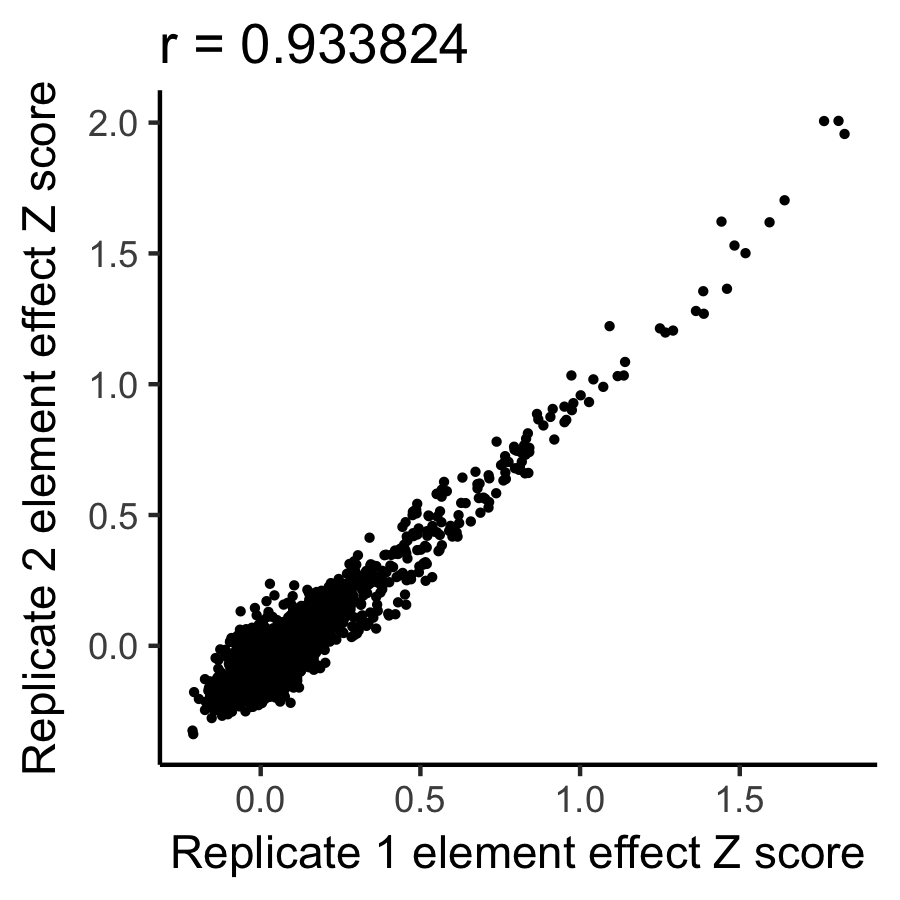 r = 0.933824
Replicate 2 element effect Z score
2.0
1.5
1.0
0.5
0.0
0.0 0.5 1.0 1.5
Replicate 1 element effect Z score